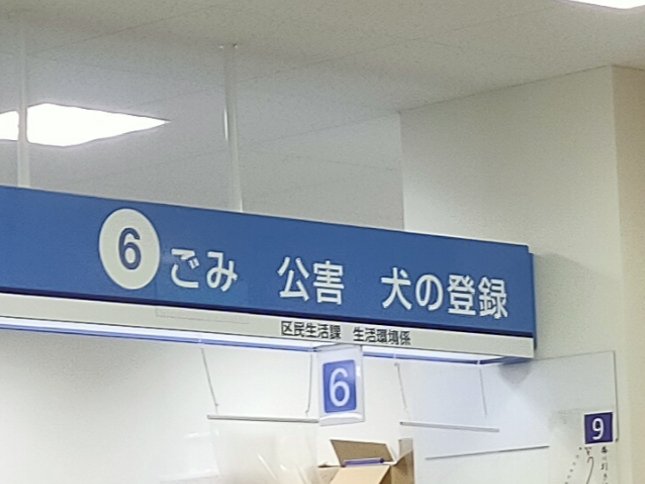 6 ごみ 公害 犬の登録
区民生活課 生活環境係
6
9